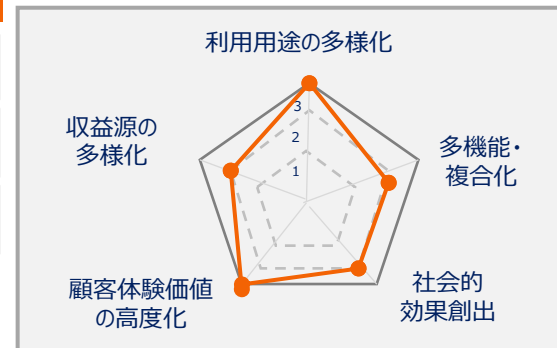 利用用途の多様化
3
2
1
収益源の
多様化
多機能・
複合化
顧客体験価値
の高度化
社会的
効果創出